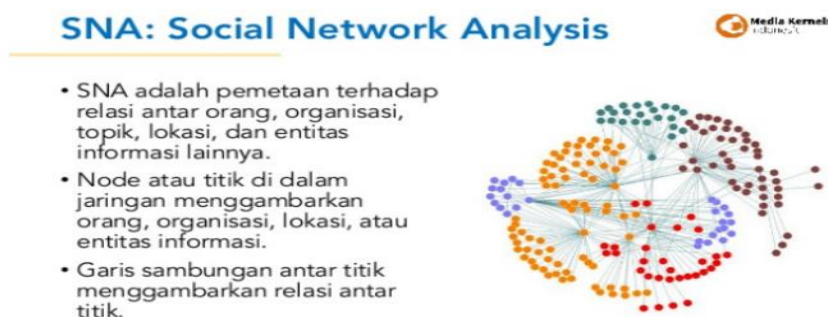 SNA: Social Network Analysis
Media Kernels
Indonesia
• SNA adalah pemetaan terhadap
relasi antar orang, organisasi,
topik, lokasi, dan entitas
informasi lainnya.
• Node atau titik di dalam
jaringan menggambarkan
orang, organisasi, lokasi, atau
entitas informasi.
• Garis sambungan antar titik
menggambarkan relasi antar
titik.